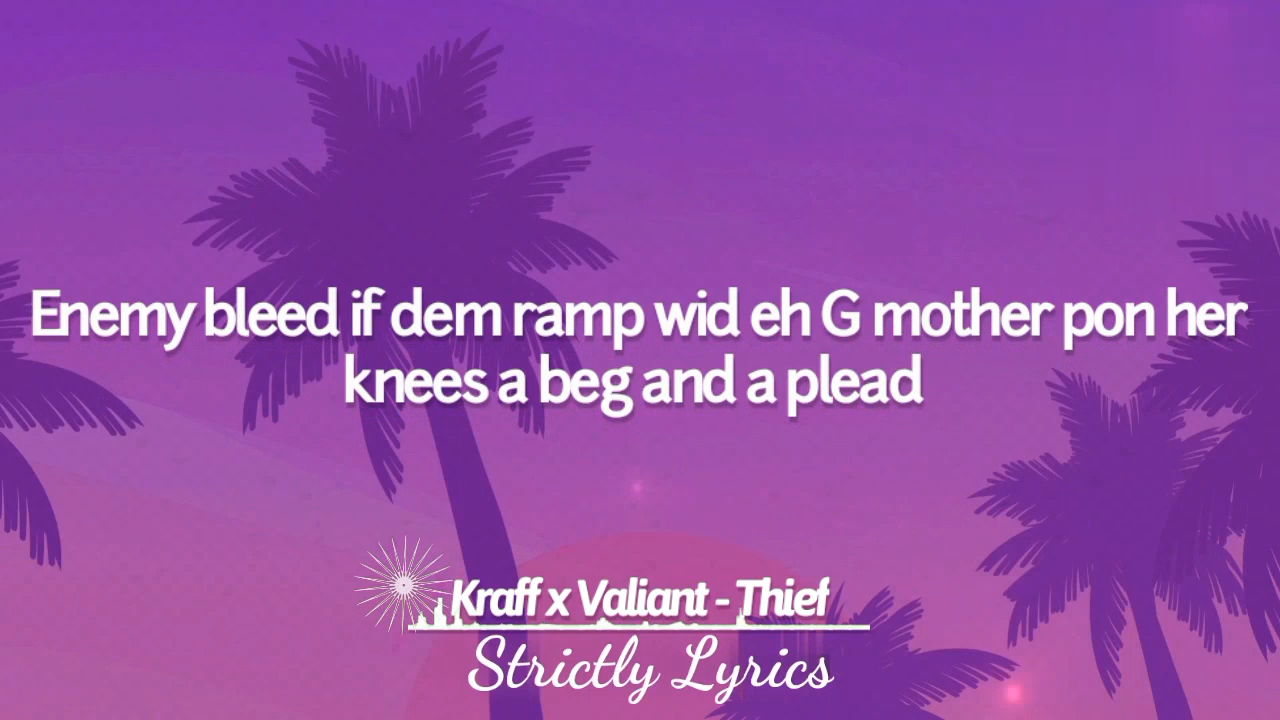 Enemy bleed if dem ramp wid eh G mother pon her
knees a beg and a plead
Kraff x Valiant - Thief
Strictly Lyrics